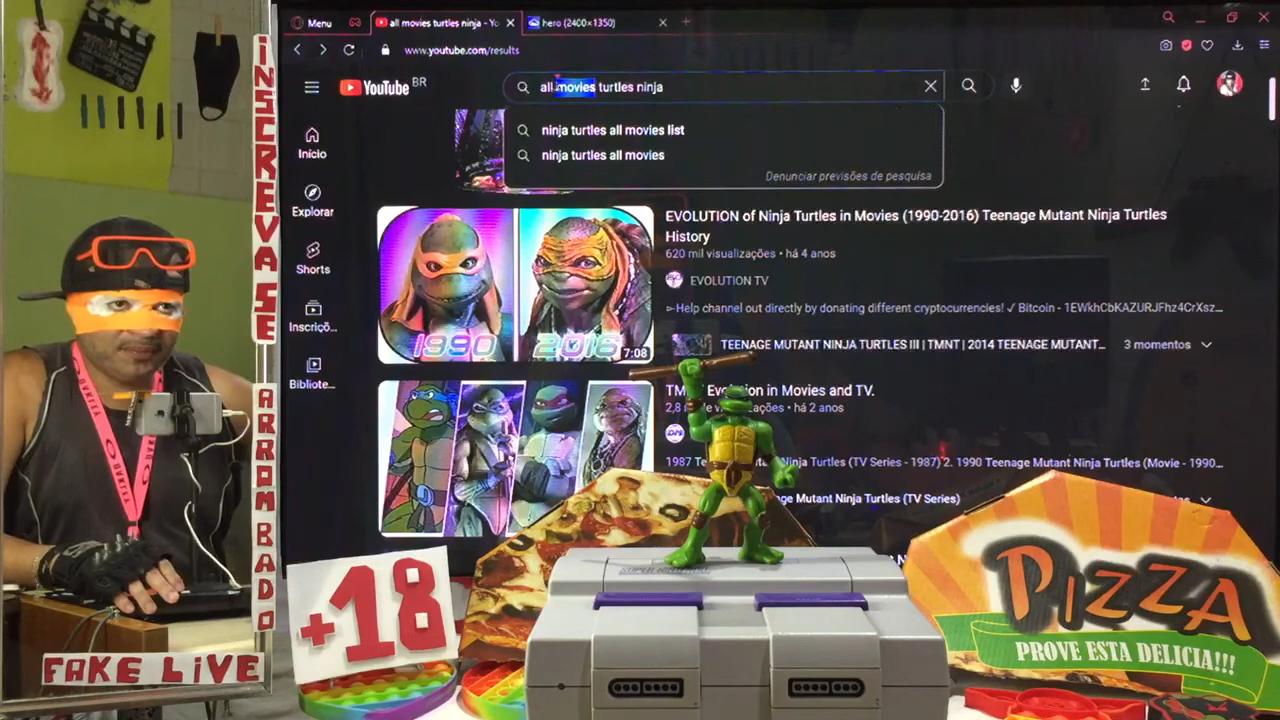 INSCREVA SE ARROMBADO
FAKE LIVE
+18
OAKLEY
Menu
all movies turtles ninja - Yo
hero (2400×1350)
www.youtube.com/results
YouTube BR
all movies turtles ninja
ninja turtles all movies list
ninja turtles all movies
Denunciar previsões de pesquisa
Início
Explorar
Shorts
Inscriçõ...
Bibliote...
1990
2016
7:08
EVOLUTION of Ninja Turtles in Movies (1990-2016) Teenage Mutant Ninja Turtles
History
620 mil visualizações • há 4 anos
EVOLUTION TV
⊳Help channel out directly by donating different cryptocurrencies! ✓ Bitcoin - 1EWkhCbKAZURJFhz4CrXsz...
TEENAGE MUTANT NINJA TURTLES III | TMNT | 2014 TEENAGE MUTANT...
3 momentos
Evolution in Movies and TV.
há 2 anos
Ninja Turtles (TV Series - 1987) 2. 1990 Teenage Mutant Ninja Turtles (Movie - 1990...
Mutant Ninja Turtles (TV Series)
PIZZA
PROVE ESTA DELICIA!!!